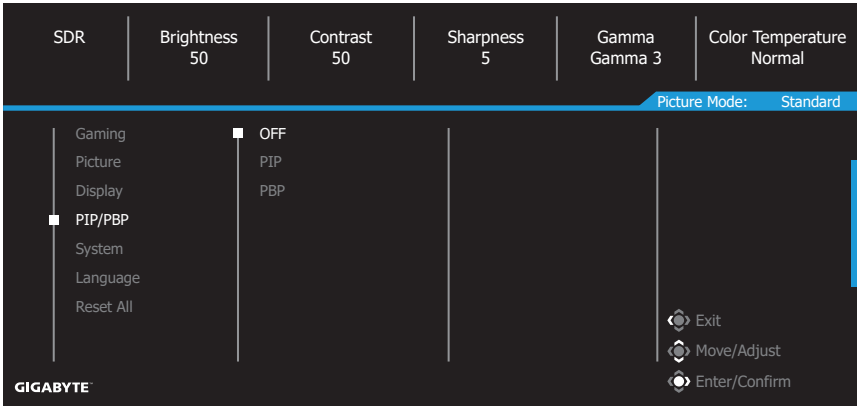 SDR Brightness Contrast Sharpness Gamma Color Temperature
50 50 5 Gamma 3 Normal
Picture Mode: Standard
Gaming OFF
Picture PIP
Display PBP
PIP/PBP
System
Language
Reset All
Exit
Move/Adjust
GIGABYTE™ Enter/Confirm